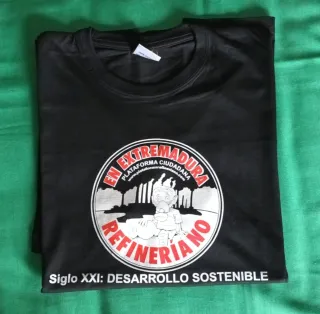 EN EXTREMADURA
PLATAFORMA CIUDADANA
REFINERÍA NO
Siglo XXI: DESARROLLO SOSTENIBLE